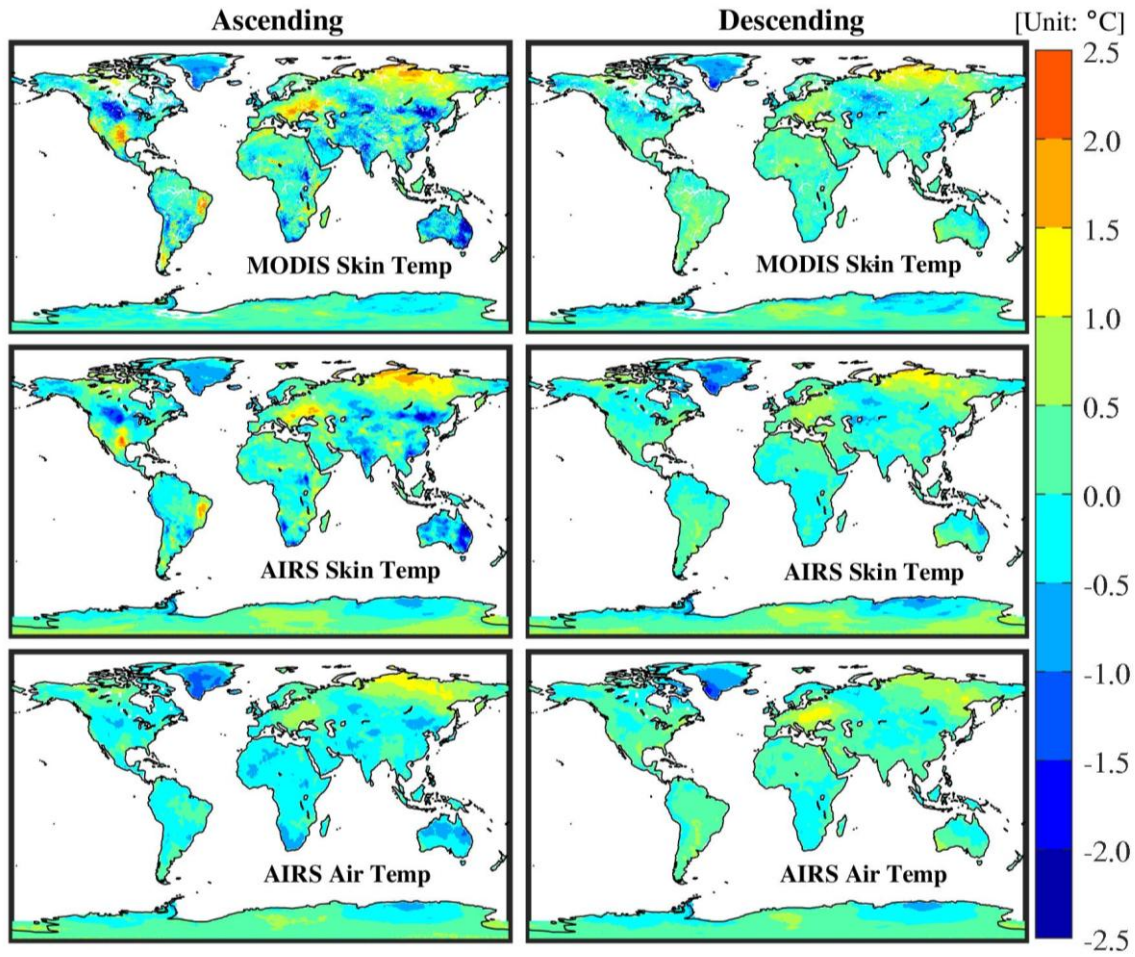 Ascending
Descending
[Unit: °C]
MODIS Skin Temp
MODIS Skin Temp
AIRS Skin Temp
AIRS Skin Temp
AIRS Air Temp
AIRS Air Temp
2.5
2.0
1.5
1.0
0.5
0.0
-0.5
-1.0
-1.5
-2.0
-2.5